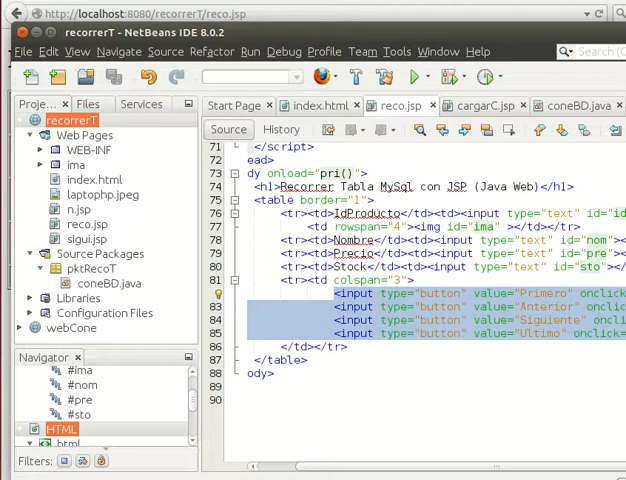 http://localhost:8080/recorrerT/reco.jsp
recorrerT - NetBeans IDE 8.0.2
File Edit View Navigate Source Refactor Run Debug Profile Team Tools Window Help
Search (C
Proje... Files Services
Start Page index.html reco.jsp cargarC.jsp coneBD.java
Source History
recorrerT
Web Pages
WEB-INF
ima
index.html
laptophp.jpeg
n.jsp
reco.jsp
sigui.jsp
Source Packages
pktRecoT
coneBD.java
Libraries
Configuration Files
webCone
Navigator
#ima
#nom
#pre
#sto
HTML
html
Filters:
71 </script>
72 ead>
73 dy onload="pri()">
74 <h1>Recorrer Tabla MySql con JSP (Java Web)</h1>
75 <table border="1">
76 <tr><td>IdProducto</td><td><input type="text" id="id
77 <td rowspan="4"><img id="ima" ></td></tr>
78 <tr><td>Nombre</td><td><input type="text" id="nom">
79 <tr><td>Precio</td><td><input type="text" id="pre">
80 <tr><td>Stock</td><td><input type="text" id="sto">
81 <tr><td colspan="3">
<input type="button" value="Primero" onclick
83 <input type="button" value="Anterior" onclick
84 <input type="button" value="Siguiente" oncli
85 <input type="button" value="Ultimo" onclick=
86 </td></tr>
87 </table>
88 ody>
89
90